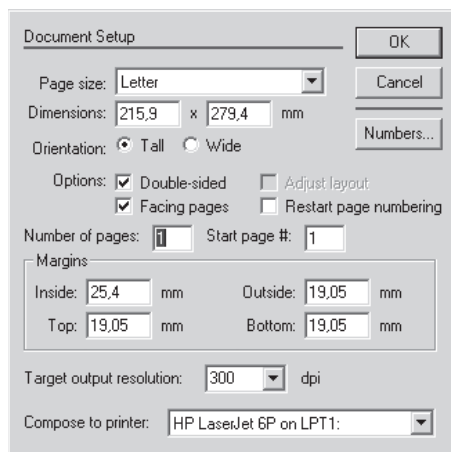 Document Setup
OK
Page size: Letter
Cancel
Dimensions: 215,9 x 279,4 mm
Numbers...
Orientation: Tall Wide
Options: Double-sided Adjust layout
Facing pages Restart page numbering
Number of pages: 1 Start page #: 1
Margins
Inside: 25,4 mm Outside: 19,05 mm
Top: 19,05 mm Bottom: 19,05 mm
Target output resolution: 300 dpi
Compose to printer: HP LaserJet 6P on LPT1: